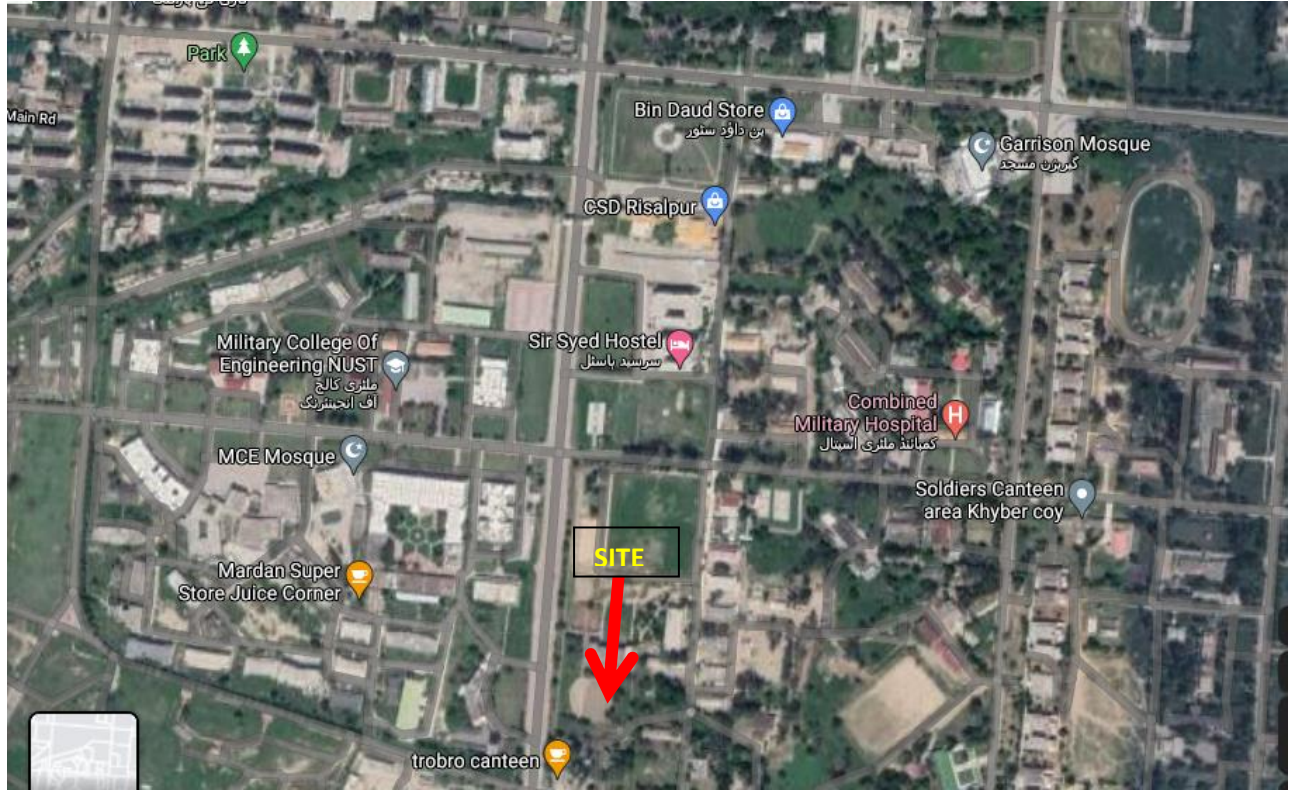 Park
Main Rd
Bin Daud Store
بن داؤد سٹور
Garrison Mosque
گیریژن مسجد
CSD Risalpur
Sir Syed Hostel
سرسید ہاسٹل
Military College Of
Engineering NUST
ملٹری کالج
آف انجینئرنگ
Combined
Military Hospital
کمبائنڈ ملٹری اسپتال
MCE Mosque
Soldiers Canteen
area Khyber coy
SITE
Mardan Super
Store Juice Corner
trobro canteen